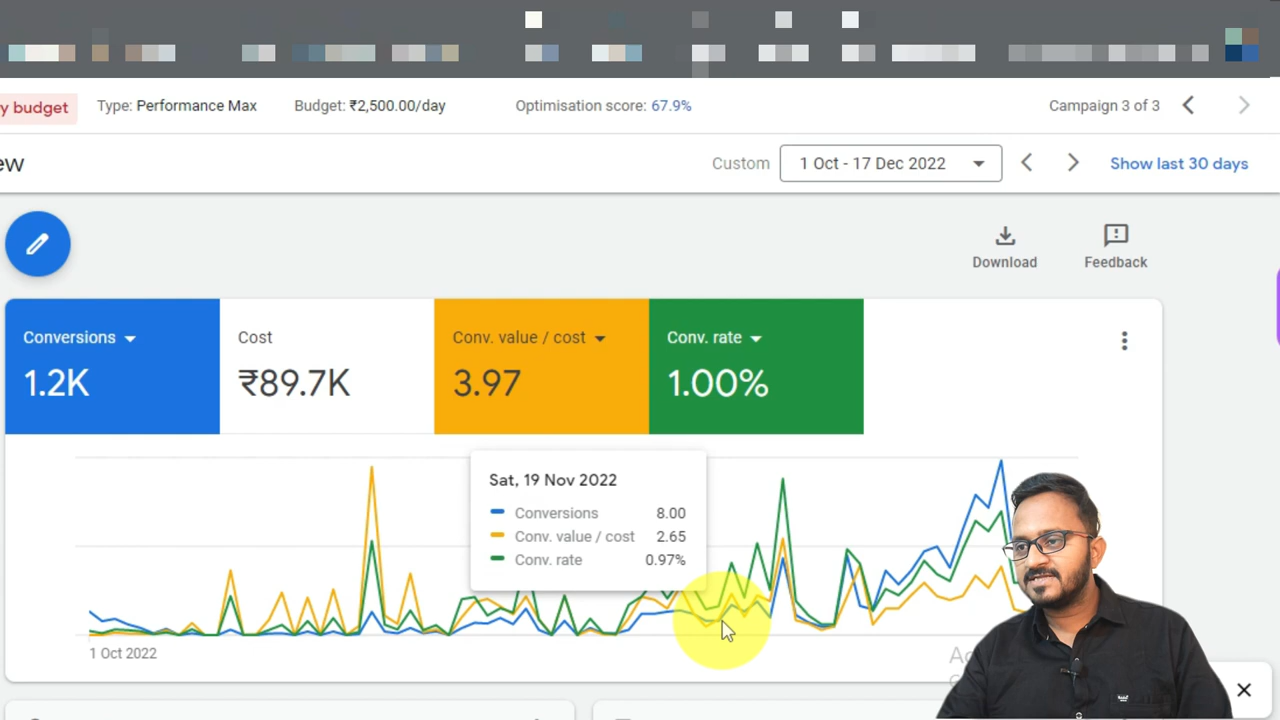 y budget Type: Performance Max Budget: ₹2,500.00/day Optimisation score: 67.9% Campaign 3 of 3
ew Custom 1 Oct - 17 Dec 2022 Show last 30 days
Download Feedback
Conversions Cost Conv. value / cost Conv. rate
1.2K ₹89.7K 3.97 1.00%
Sat, 19 Nov 2022
Conversions 8.00
Conv. value / cost 2.65
Conv. rate 0.97%
1 Oct 2022